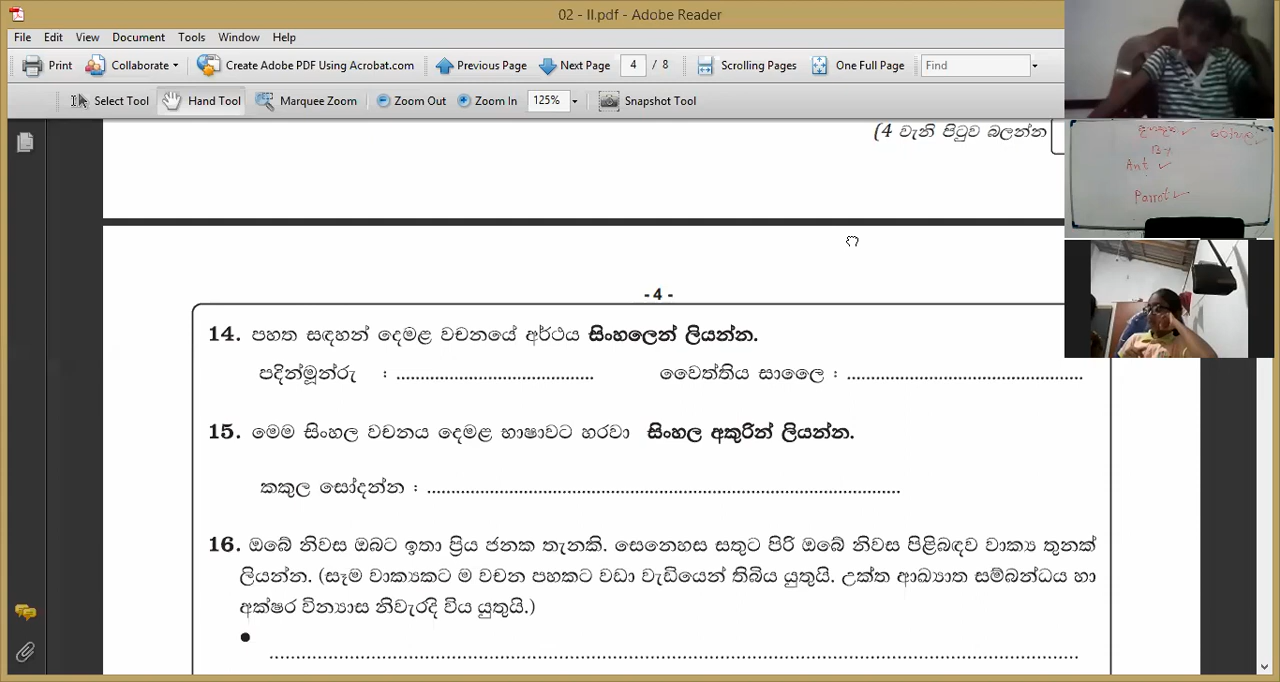 02 - II.pdf - Adobe Reader
File Edit View Document Tools Window Help
Print Collaborate Create Adobe PDF Using Acrobat.com Previous Page Next Page 4 / 8 Scrolling Pages One Full Page Find
Select Tool Hand Tool Marquee Zoom Zoom Out Zoom In 125% Snapshot Tool
(4 වැනි පිටුව බලන්න
By
Ant
Parrot
- 4 -
14. පහත සඳහන් දෙමළ වචනයේ අර්ථය සිංහලෙන් ලියන්න.
පදින්මූන්රු : ........................................ වෛත්තිය සාලෛ : ................................................
15. මෙම සිංහල වචනය දෙමළ භාෂාවට හරවා සිංහල අකුරින් ලියන්න.
කකුල සෝදන්න : ....................................................................................................
16. ඔබේ නිවස ඔබට ඉතා ප්‍රිය ජනක තැනකි. සෙනෙහස සතුට පිරි ඔබේ නිවස පිළිබඳව වාක්‍ය තුනක්
ලියන්න. (සෑම වාක්‍යකට ම වචන පහකට වඩා වැඩියෙන් තිබිය යුතුයි. උක්ත ආඛ්‍යාත සම්බන්ධය හා
අක්ෂර වින්‍යාස නිවැරදි විය යුතුයි.)
● ....................................................................................................